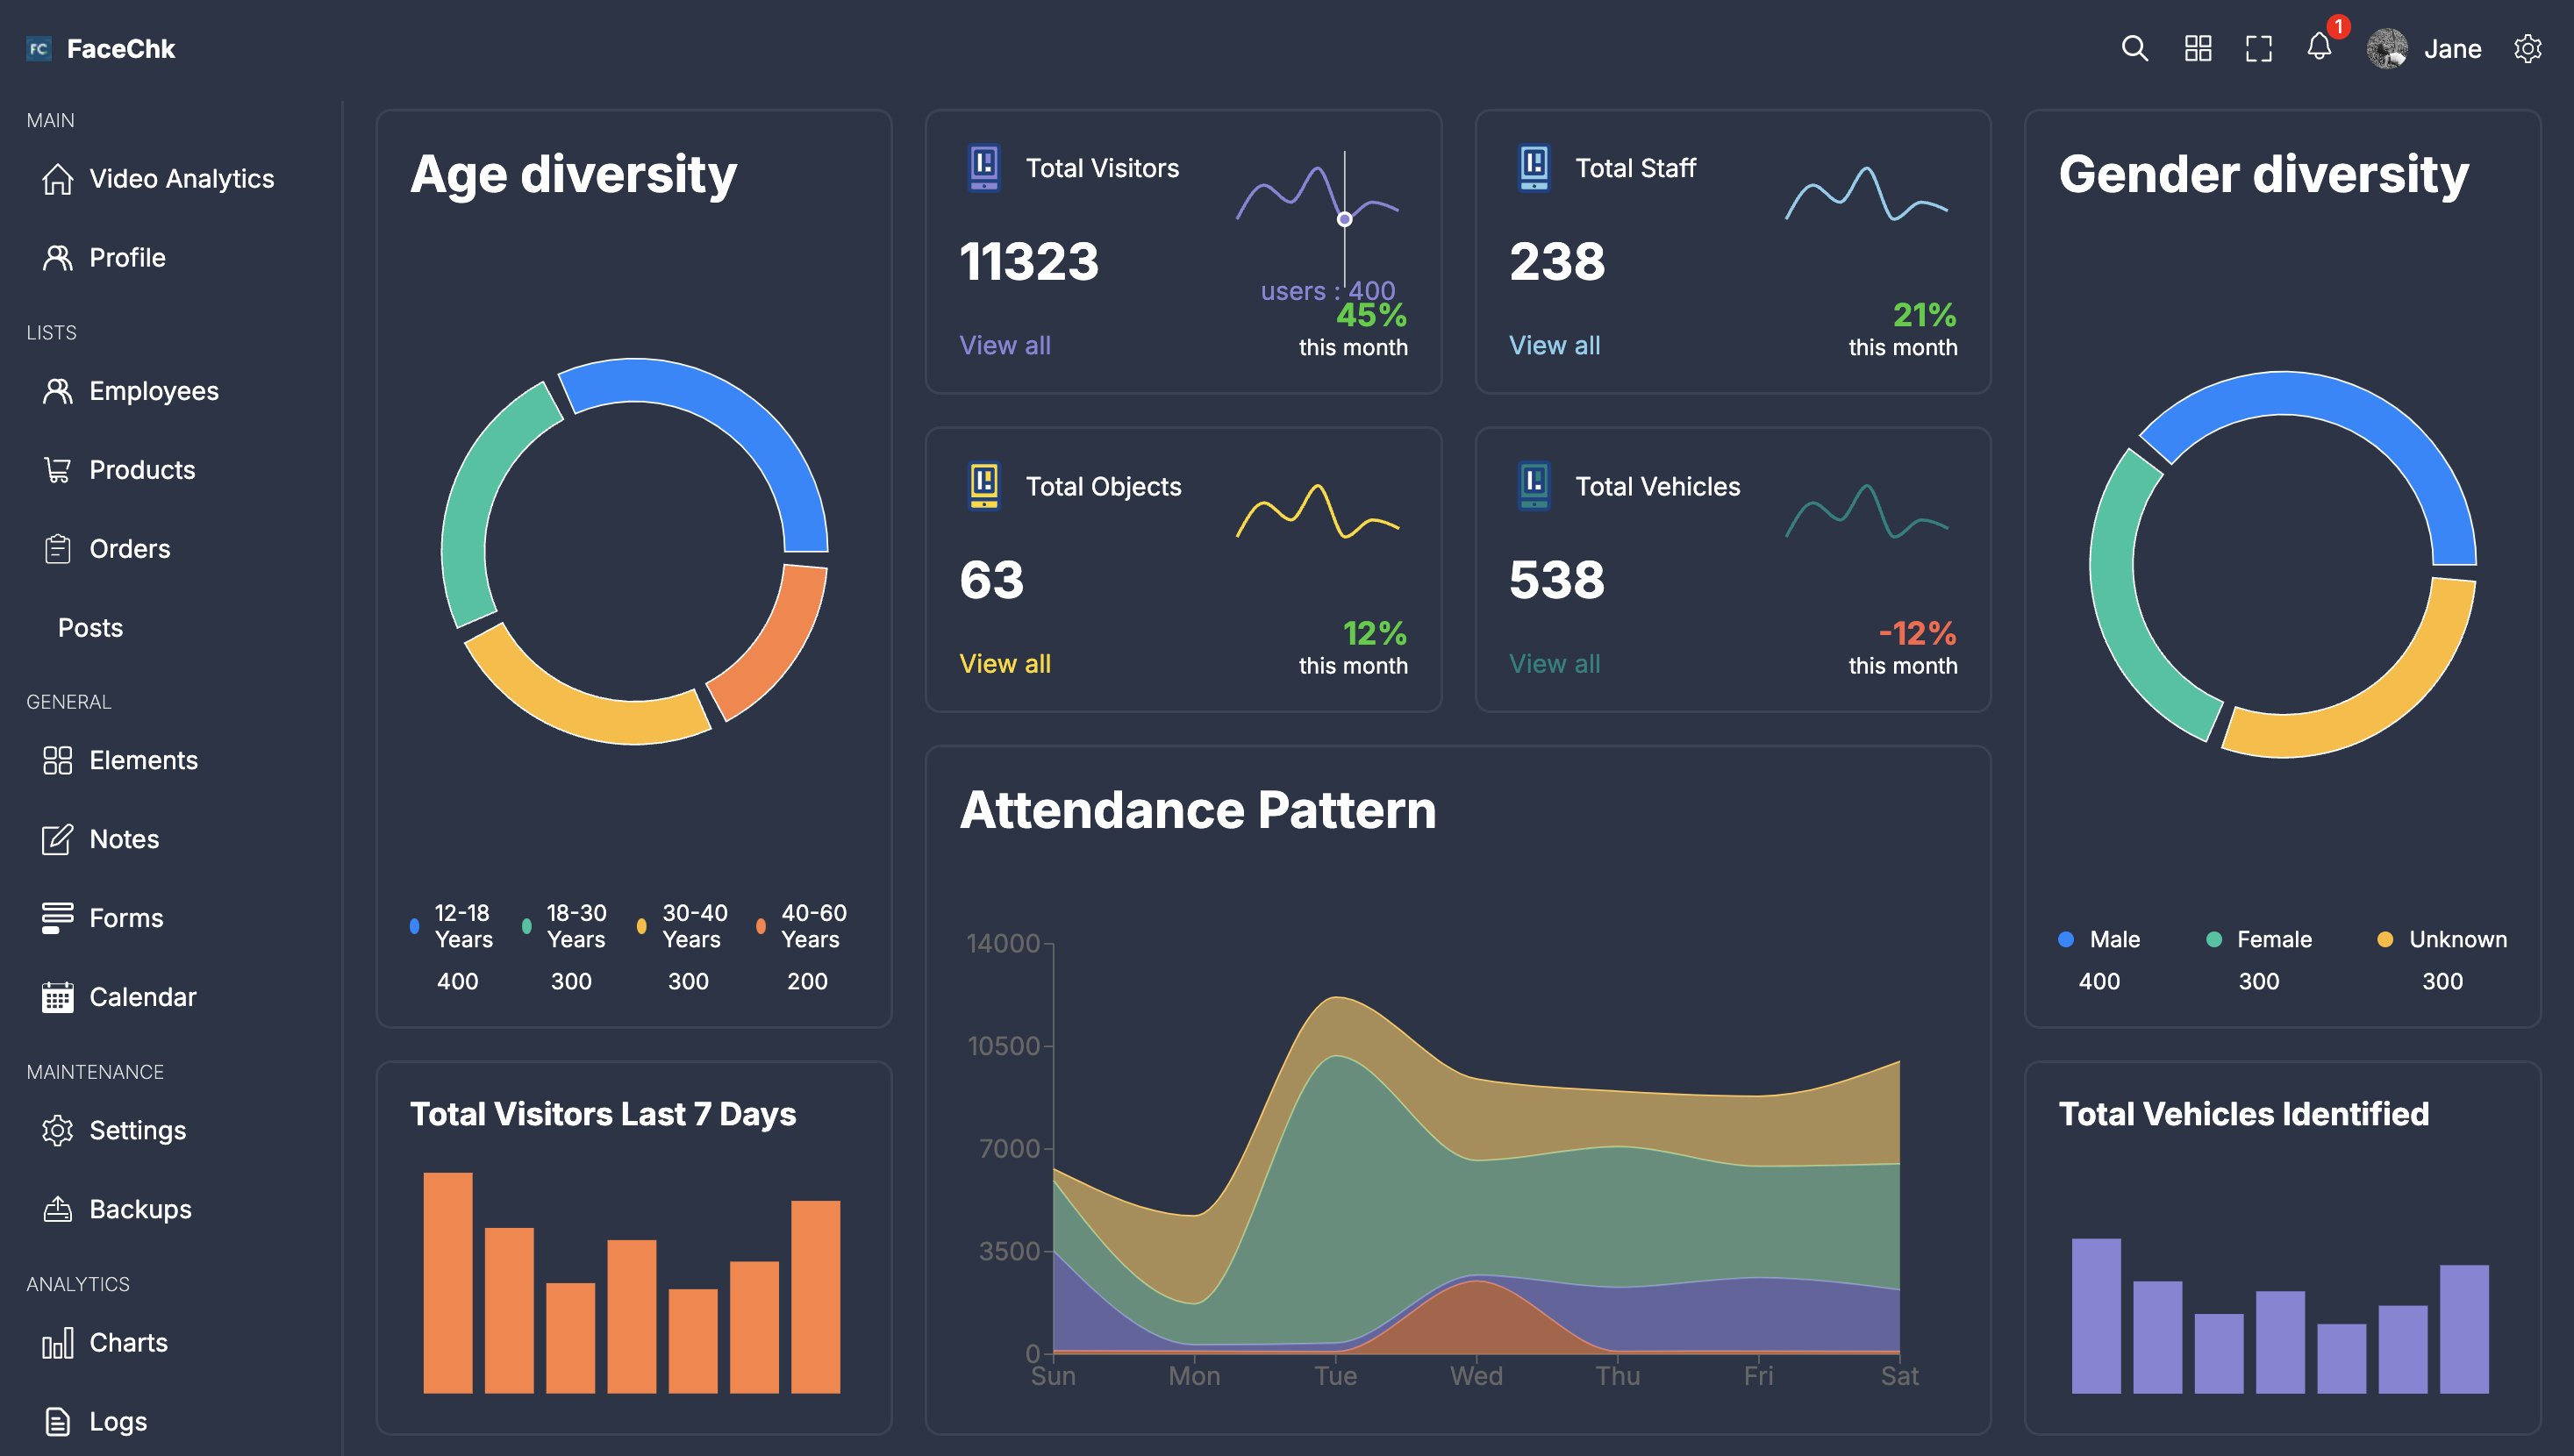 FC FaceChk
1
Jane
MAIN
Video Analytics
Profile
LISTS
Employees
Products
Orders
Posts
GENERAL
Elements
Notes
Forms
Calendar
MAINTENANCE
Settings
Backups
ANALYTICS
Charts
Logs
Age diversity
12-18 Years
400
18-30 Years
300
30-40 Years
300
40-60 Years
200
Total Visitors
11323
users : 400
45%
View all
this month
Total Staff
238
21%
View all
this month
Total Objects
63
12%
View all
this month
Total Vehicles
538
-12%
View all
this month
Gender diversity
Male
400
Female
300
Unknown
300
Total Visitors Last 7 Days
Attendance Pattern
14000
10500
7000
3500
0
Sun Mon Tue Wed Thu Fri Sat
Total Vehicles Identified